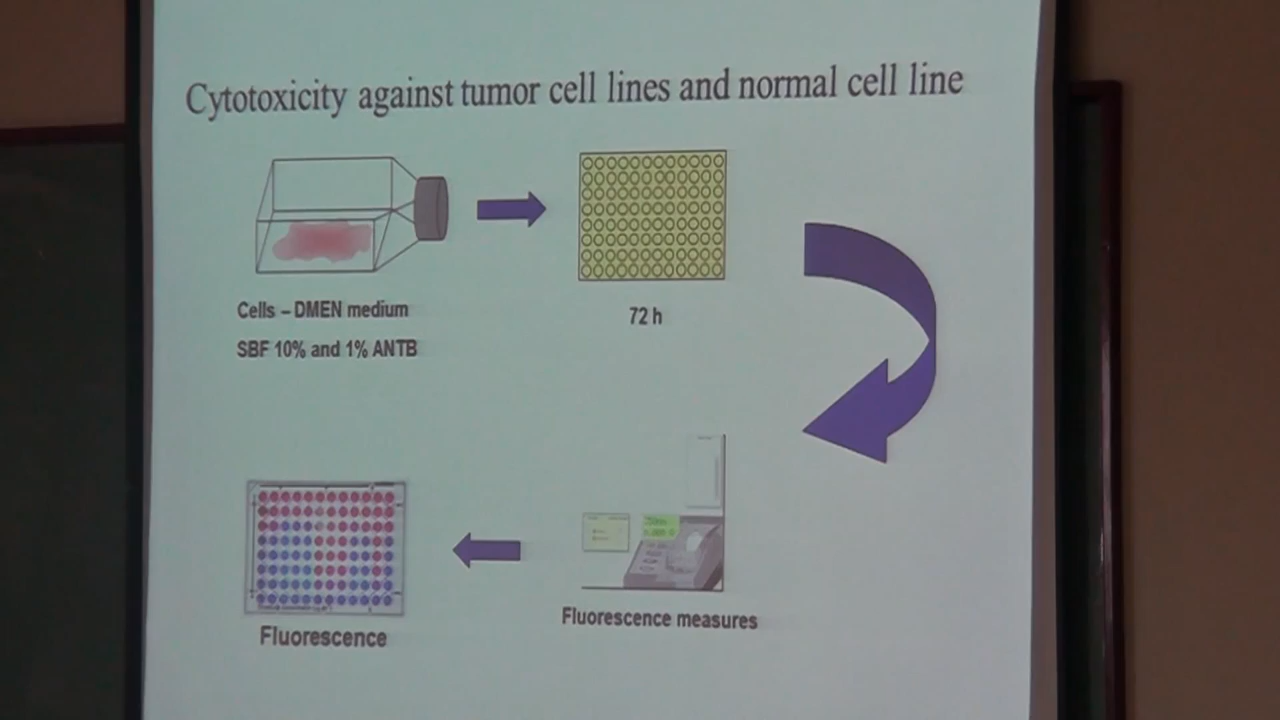 Cytotoxicity against tumor cell lines and normal cell line
Cells – DMEN medium
SBF 10% and 1% ANTB
72 h
Fluorescence measures
Fluorescence